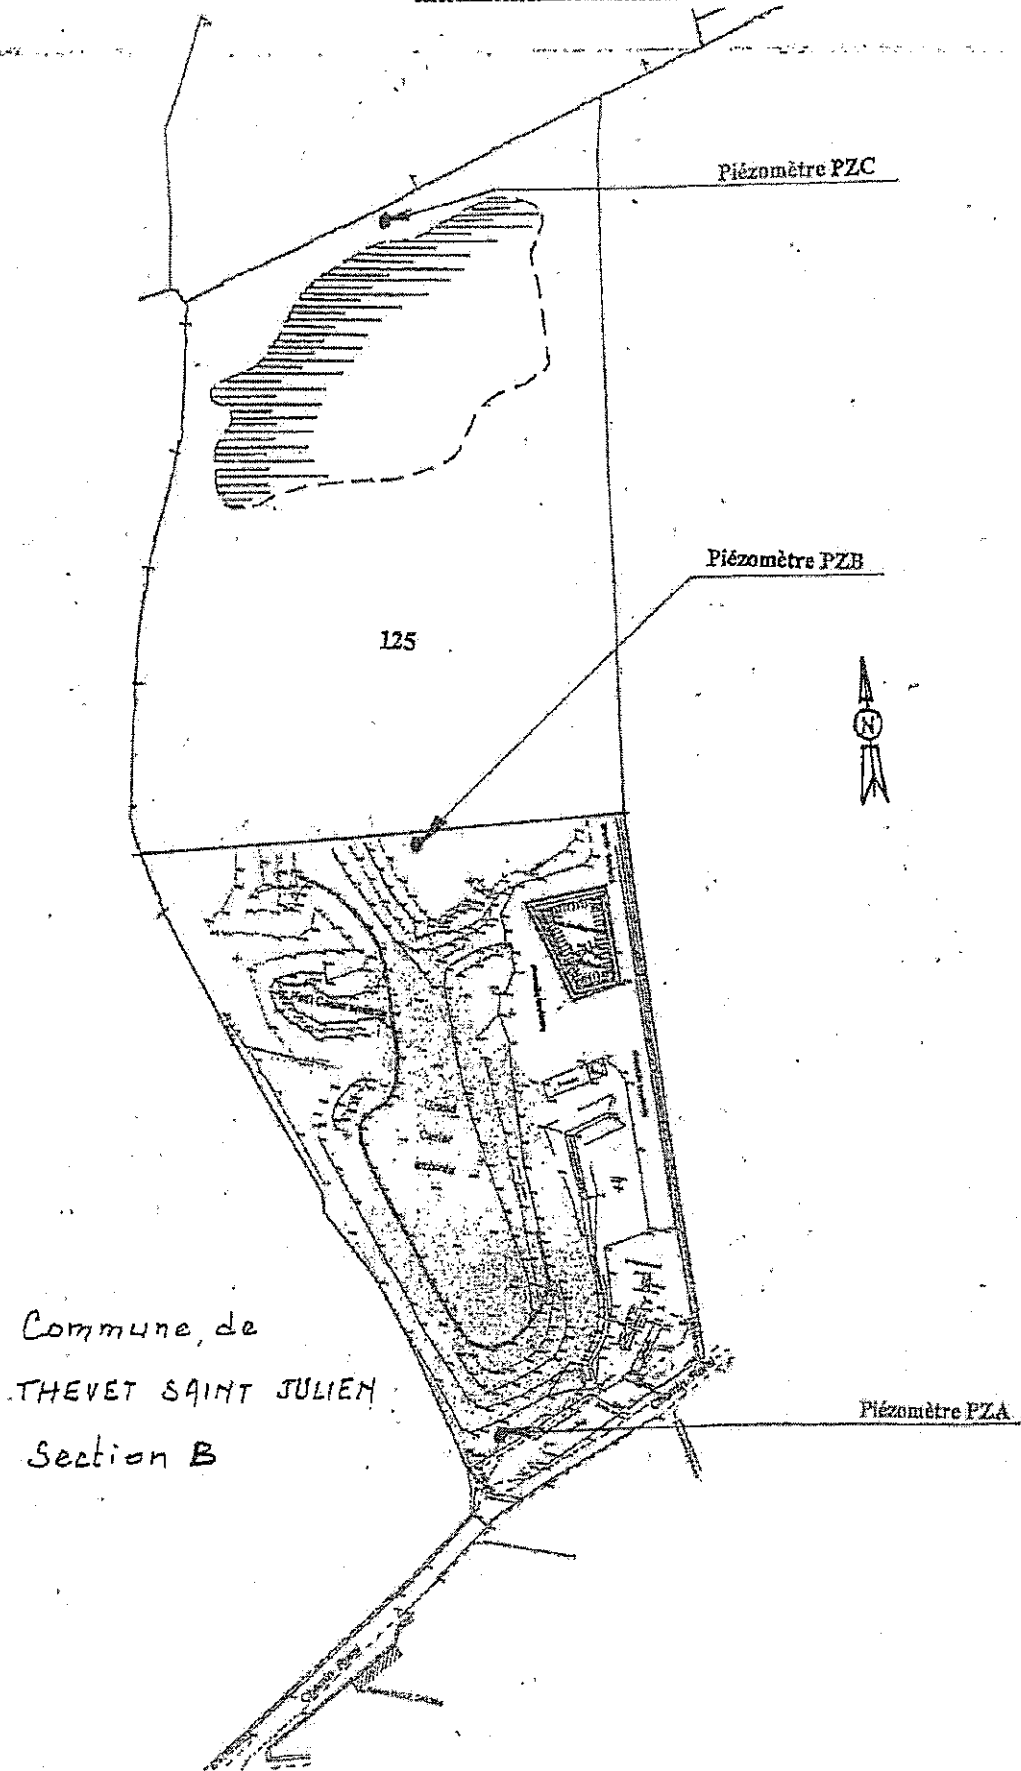 Piézomètre PZC
Piézomètre PZB
125
N
Commune, de
THEVET SAINT JULIEN
Section B
Piézomètre PZA